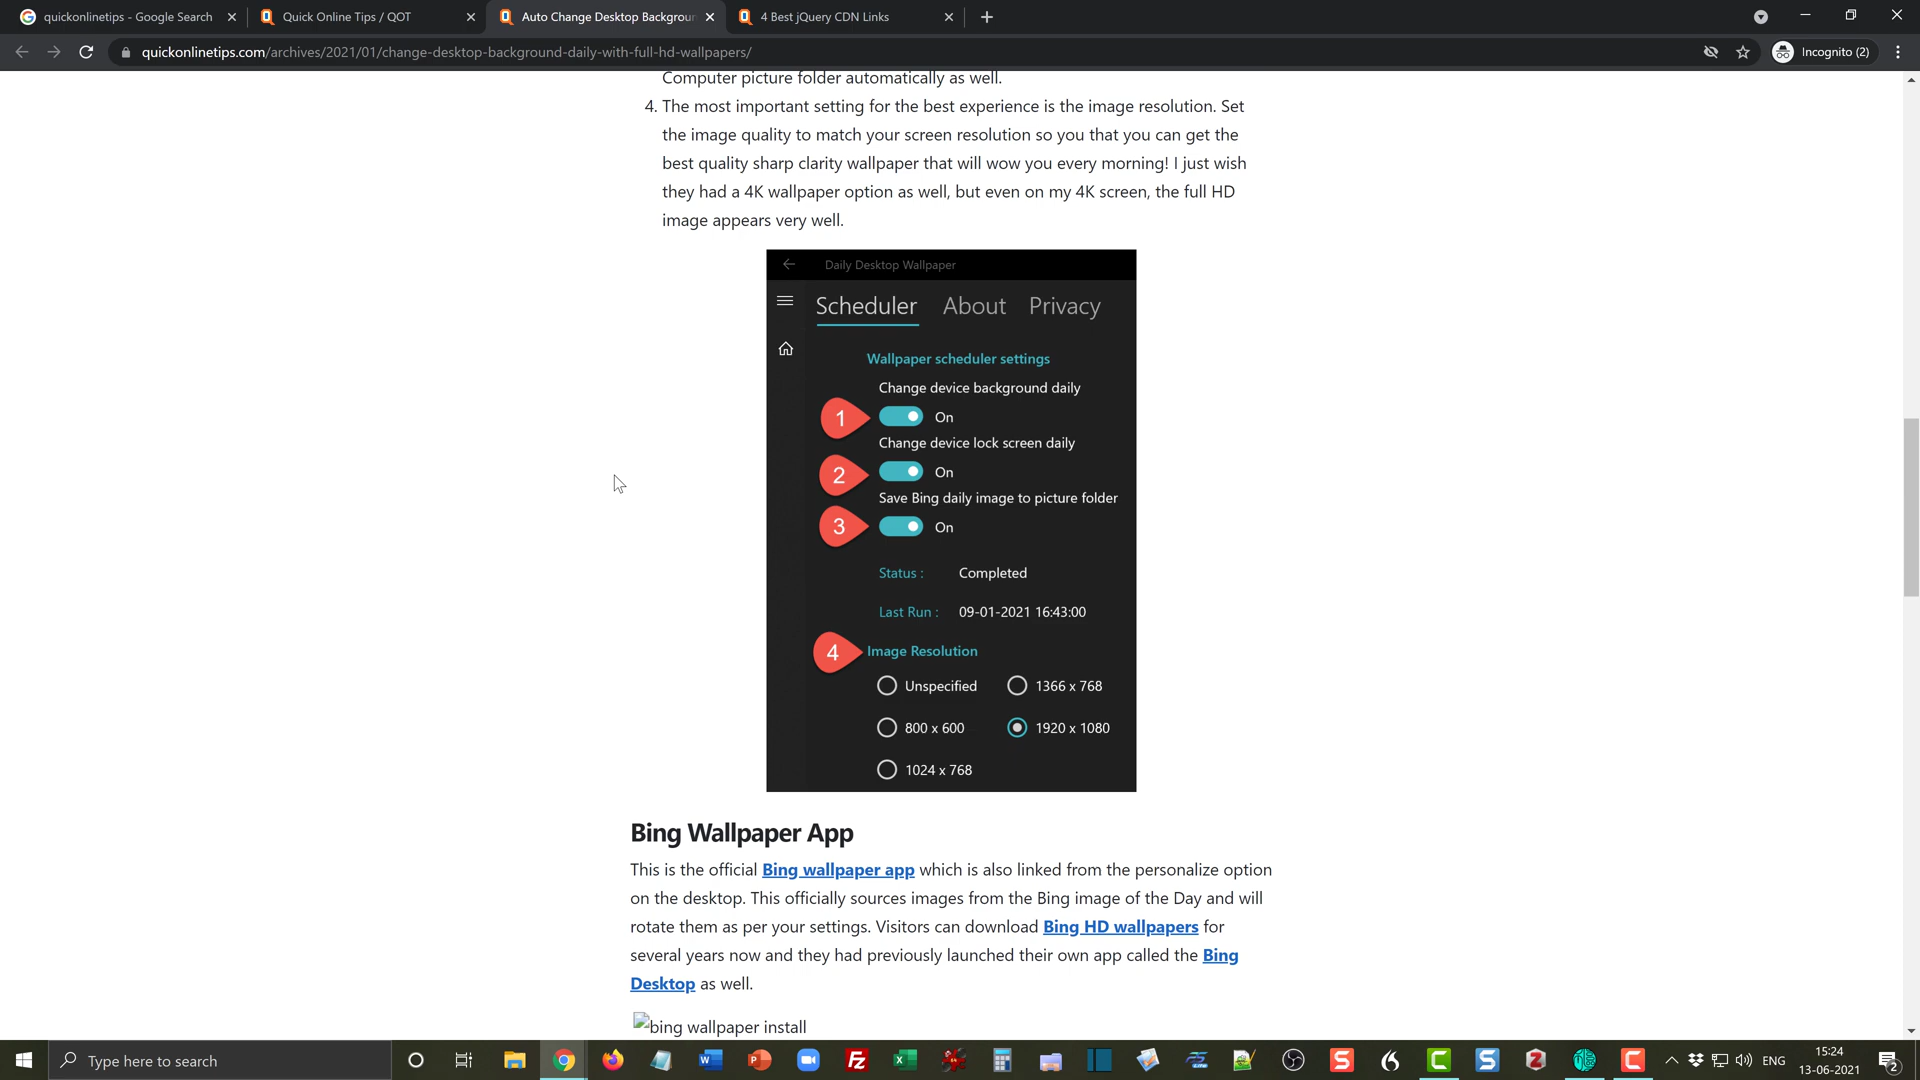 quickonlinetips - Google Search
Quick Online Tips / QOT
Auto Change Desktop Backgroun
4 Best jQuery CDN Links
quickonlinetips.com/archives/2021/01/change-desktop-background-daily-with-full-hd-wallpapers/
Incognito (2)
Computer picture folder automatically as well.
4. The most important setting for the best experience is the image resolution. Set
the image quality to match your screen resolution so you that you can get the
best quality sharp clarity wallpaper that will wow you every morning! I just wish
they had a 4K wallpaper option as well, but even on my 4K screen, the full HD
image appears very well.
Daily Desktop Wallpaper
Scheduler About Privacy
Wallpaper scheduler settings
Change device background daily
1 On
Change device lock screen daily
2 On
Save Bing daily image to picture folder
3 On
Status : Completed
Last Run : 09-01-2021 16:43:00
4 Image Resolution
Unspecified 1366 x 768
800 x 600 1920 x 1080
1024 x 768
Bing Wallpaper App
This is the official Bing wallpaper app which is also linked from the personalize option
on the desktop. This officially sources images from the Bing image of the Day and will
rotate them as per your settings. Visitors can download Bing HD wallpapers for
several years now and they had previously launched their own app called the Bing
Desktop as well.
bing wallpaper install
Type here to search
ENG
15:24
13-06-2021
2